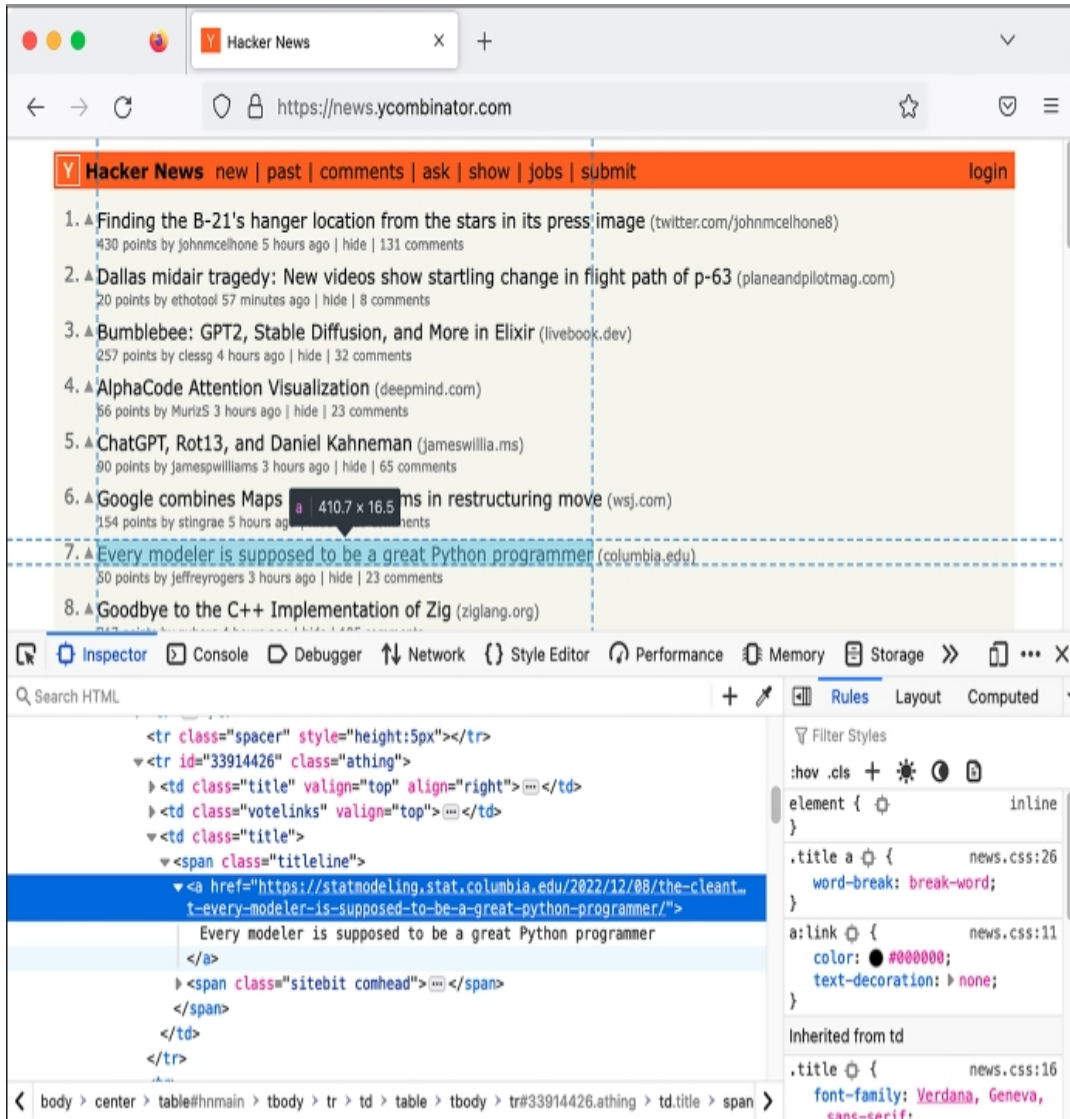 Y Hacker News
https://news.ycombinator.com
Y Hacker News new | past | comments | ask | show | jobs | submit login
1. Finding the B-21's hanger location from the stars in its press image (twitter.com/johnmcelhone8)
430 points by johnmcelhone 5 hours ago | hide | 131 comments
2. Dallas midair tragedy: New videos show startling change in flight path of p-63 (planeandpilotmag.com)
20 points by ethotool 57 minutes ago | hide | 8 comments
3. Bumblebee: GPT2, Stable Diffusion, and More in Elixir (livebook.dev)
257 points by clessg 4 hours ago | hide | 32 comments
4. AlphaCode Attention Visualization (deepmind.com)
56 points by MurizS 3 hours ago | hide | 23 comments
5. ChatGPT, Rot13, and Daniel Kahneman (jameswillia.ms)
90 points by jamespwilliams 3 hours ago | hide | 65 comments
6. Google combines Maps ms in restructuring move (wsj.com)
a 410.7 × 16.5
154 points by stingrae 5 hours ag
7. Every modeler is supposed to be a great Python programmer (columbia.edu)
50 points by jeffreyrogers 3 hours ago | hide | 23 comments
8. Goodbye to the C++ Implementation of Zig (ziglang.org)
Inspector Console Debugger Network {} Style Editor Performance Memory Storage
Search HTML
Rules Layout Computed
<tr class="spacer" style="height:5px"></tr>
<tr id="33914426" class="athing">
<td class="title" valign="top" align="right"></td>
<td class="votelinks" valign="top"></td>
<td class="title">
<span class="titleline">
<a href="https://statmodeling.stat.columbia.edu/2022/12/08/the-cleant…
t-every-modeler-is-supposed-to-be-a-great-python-programmer/">
Every modeler is supposed to be a great Python programmer
</a>
<span class="sitebit comhead"></span>
</span>
</td>
</tr>
body > center > table#hnmain > tbody > tr > td > table > tbody > tr#33914426.athing > td.title > span
Filter Styles
:hov .cls
element { inline
}
.title a { news.css:26
word-break: break-word;
}
a:link { news.css:11
color: #000000;
text-decoration: none;
}
Inherited from td
.title { news.css:16
font-family: Verdana, Geneva,
sans-serif;